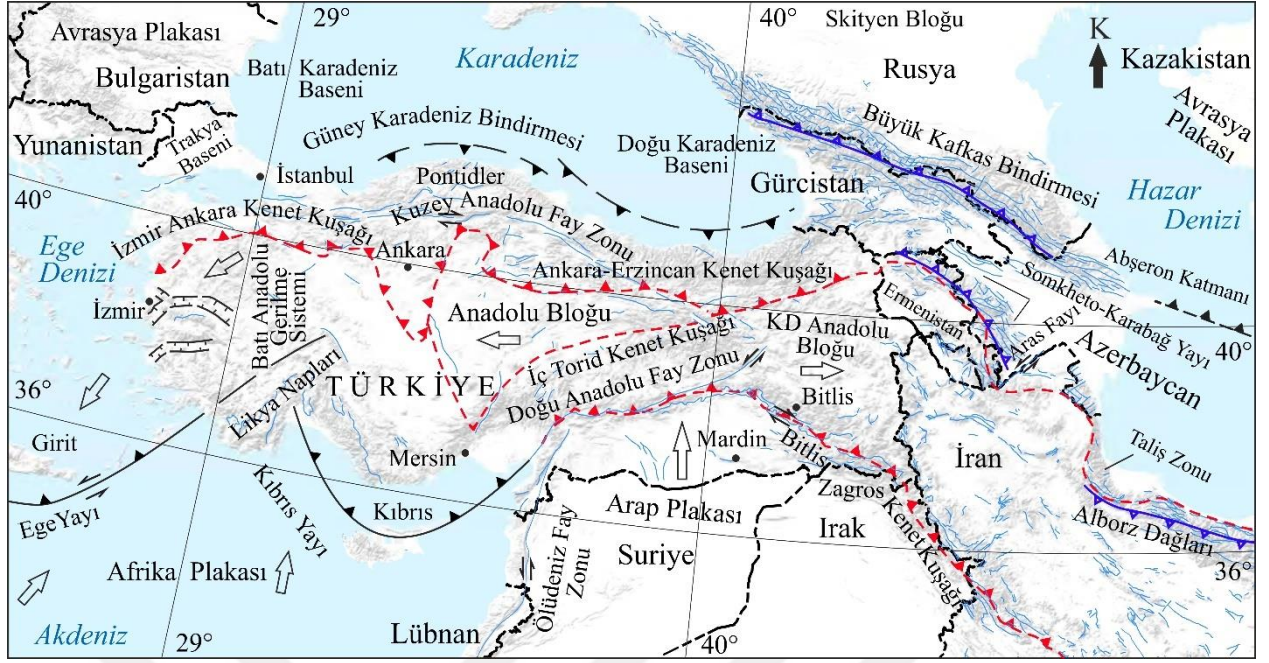 29°
40°
Skityen Bloğu
K
Avrasya Plakası
Bulgaristan
Batı Karadeniz
Baseni
Karadeniz
Rusya
Kazakistan
Avrasya
Plakası
Yunanistan
Trakya
Baseni
Güney Karadeniz Bindirmesi
Doğu Karadeniz
Baseni
Büyük Kafkas Bindirmesi
İstanbul
Pontidler
Gürcistan
Hazar
Denizi
40°
İzmir Ankara Kenet Kuşağı
Kuzey Anadolu Fay Zonu
Ege
Denizi
Ankara
Ankara-Erzincan Kenet Kuşağı
Abşeron Katmanı
Somkheto-Karabağ Yayı
İzmir
Batı Anadolu
Gerilme
Sistemi
Anadolu Bloğu
KD Anadolu
Bloğu
Ermenistan
Aras Fayı
Azerbaycan
40°
İç Torid Kenet Kuşağı
Doğu Anadolu Fay Zonu
36°
Likya Napları
TÜRKİYE
Bitlis
Girit
Mersin
Mardin
Bitlis
Zagros
Kenet Kuşağı
İran
Taliş Zonu
Ege Yayı
Kıbrıs Yayı
Kıbrıs
Arap Plakası
Irak
Alborz Dağları
Suriye
Ölüdeniz Fay
Zonu
Afrika Plakası
36°
Akdeniz
29°
Lübnan
40°